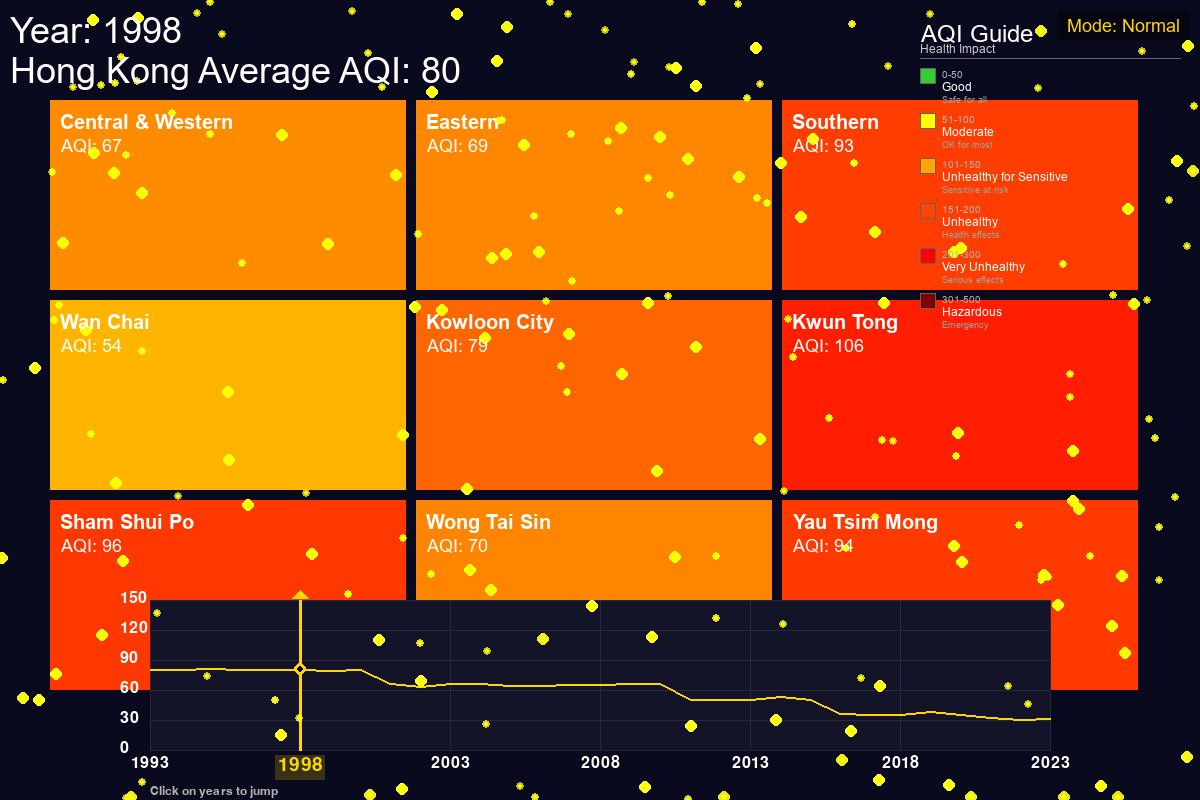 Year: 1998
Hong Kong Average AQI: 80
Mode: Normal
AQI Guide
Health Impact
0-50
Good
Safe for all
51-100
Moderate
OK for most
101-150
Unhealthy for Sensitive
Sensitive at risk
151-200
Unhealthy
Health effects
201-300
Very Unhealthy
Serious effects
301-500
Hazardous
Emergency
Central & Western
AQI: 67
Eastern
AQI: 69
Southern
AQI: 93
Wan Chai
AQI: 54
Kowloon City
AQI: 79
Kwun Tong
AQI: 106
Sham Shui Po
AQI: 96
Wong Tai Sin
AQI: 70
Yau Tsim Mong
AQI: 94
150
120
90
60
30
0
1993
1998
2003
2008
2013
2018
2023
Click on years to jump